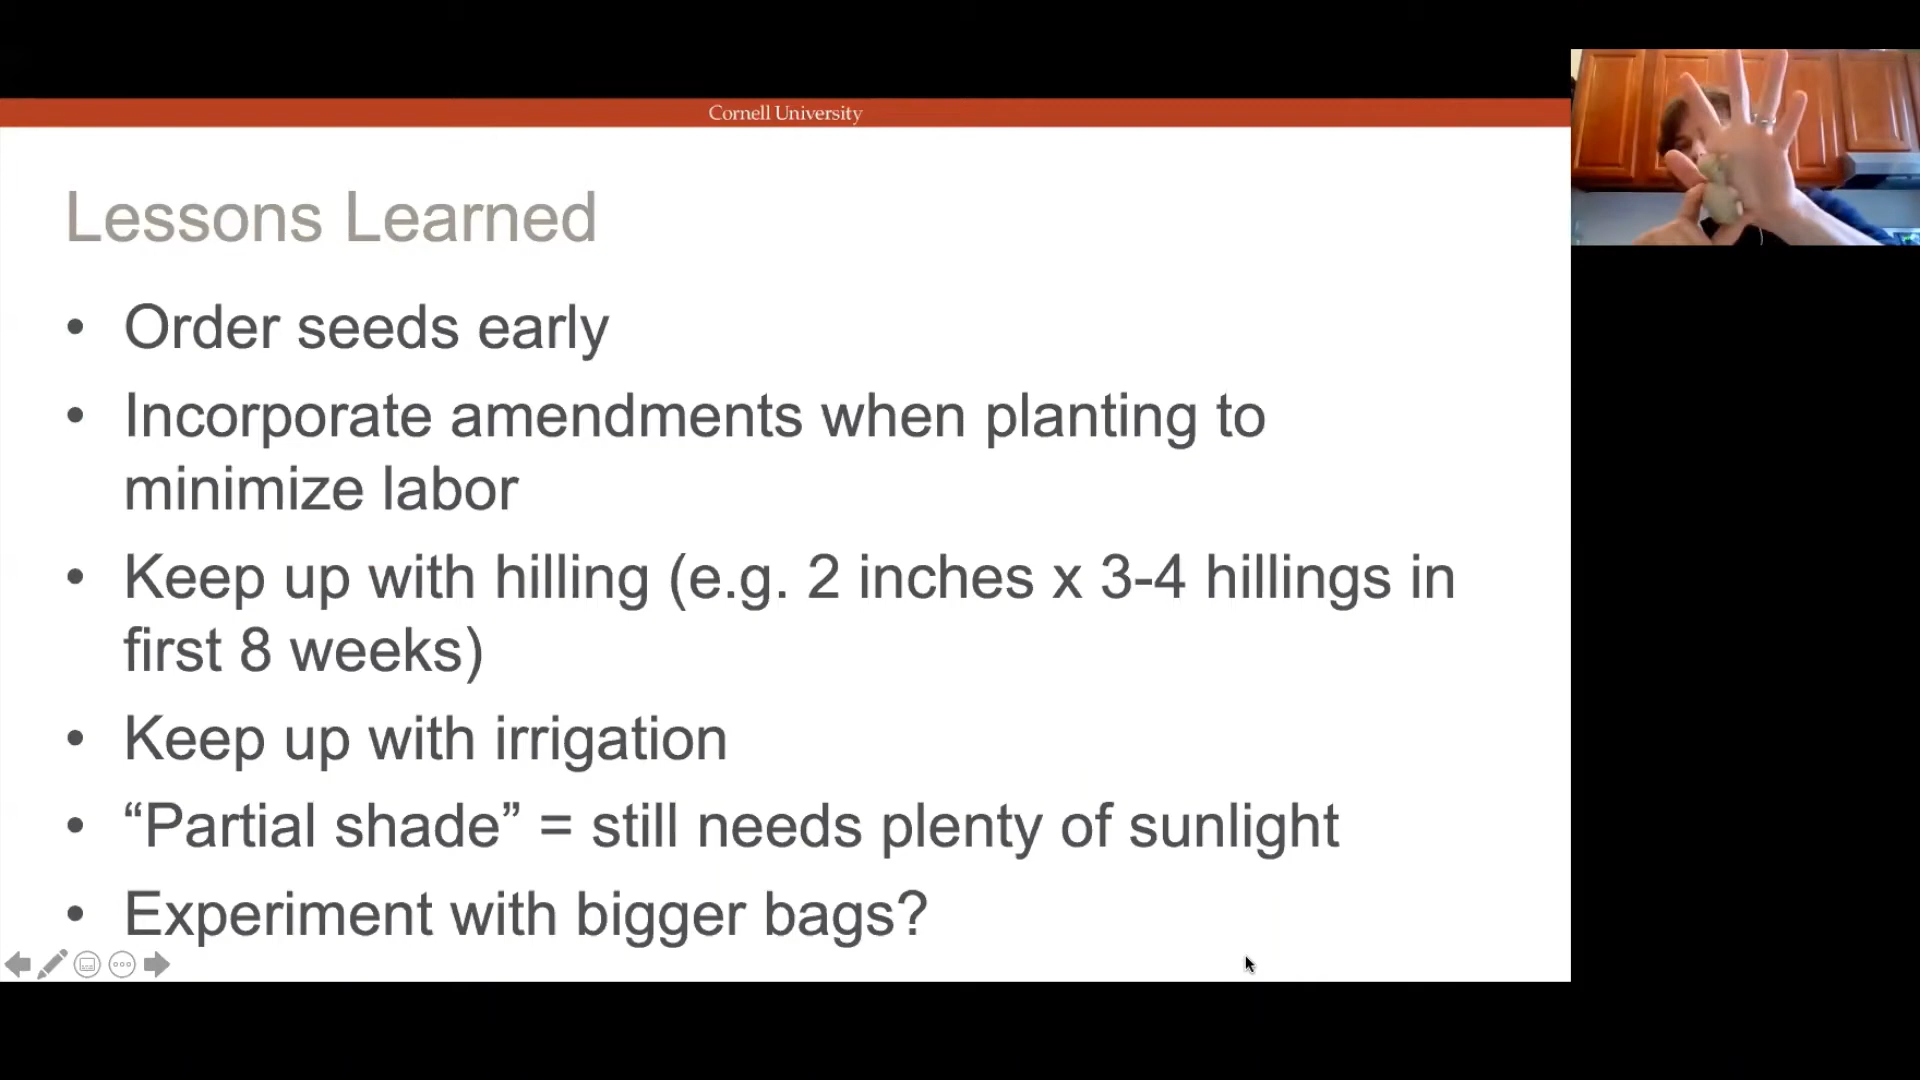 Cornell University
Lessons Learned
• Order seeds early
• Incorporate amendments when planting to
minimize labor
• Keep up with hilling (e.g. 2 inches x 3-4 hillings in
first 8 weeks)
• Keep up with irrigation
• “Partial shade” = still needs plenty of sunlight
• Experiment with bigger bags?